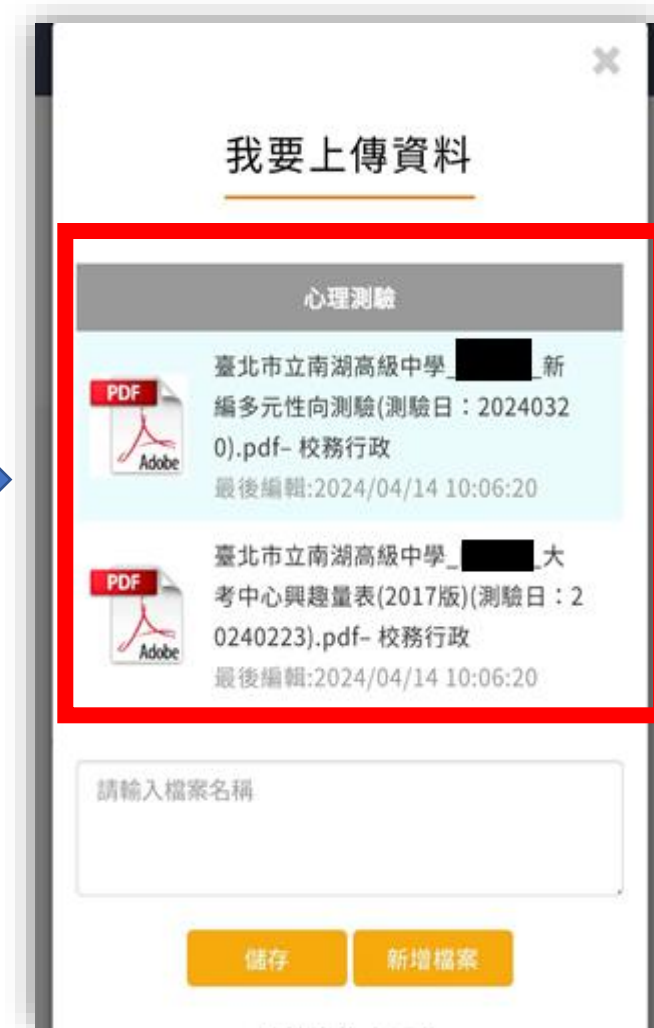 我要上傳資料
心理測驗
PDF
Adobe
臺北市立南湖高級中學_ _新
編多元性向測驗(測驗日：2024032
0).pdf– 校務行政
最後編輯:2024/04/14 10:06:20
PDF
Adobe
臺北市立南湖高級中學_ _大
考中心興趣量表(2017版)(測驗日：2
0240223).pdf– 校務行政
最後編輯:2024/04/14 10:06:20
請輸入檔案名稱
儲存
新增檔案